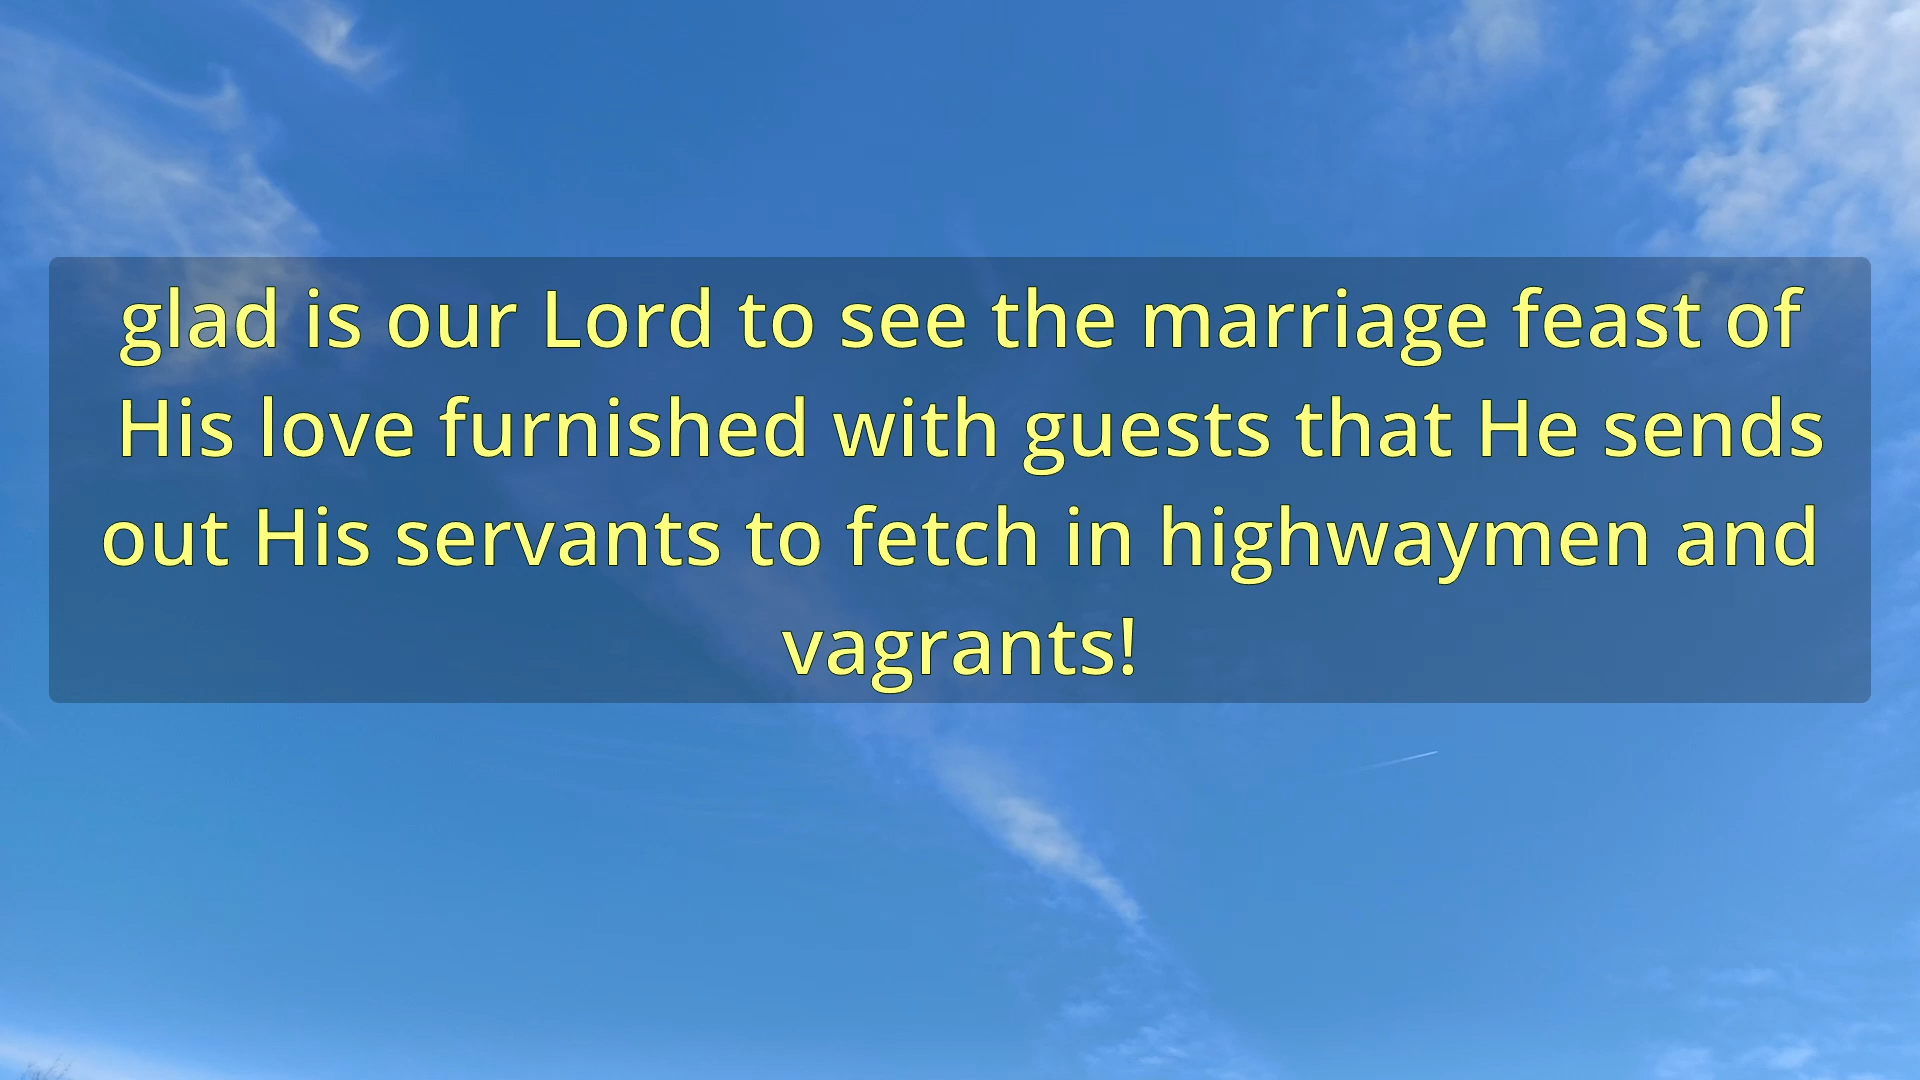 glad is our Lord to see the marriage feast of
His love furnished with guests that He sends
out His servants to fetch in highwaymen and
vagrants!